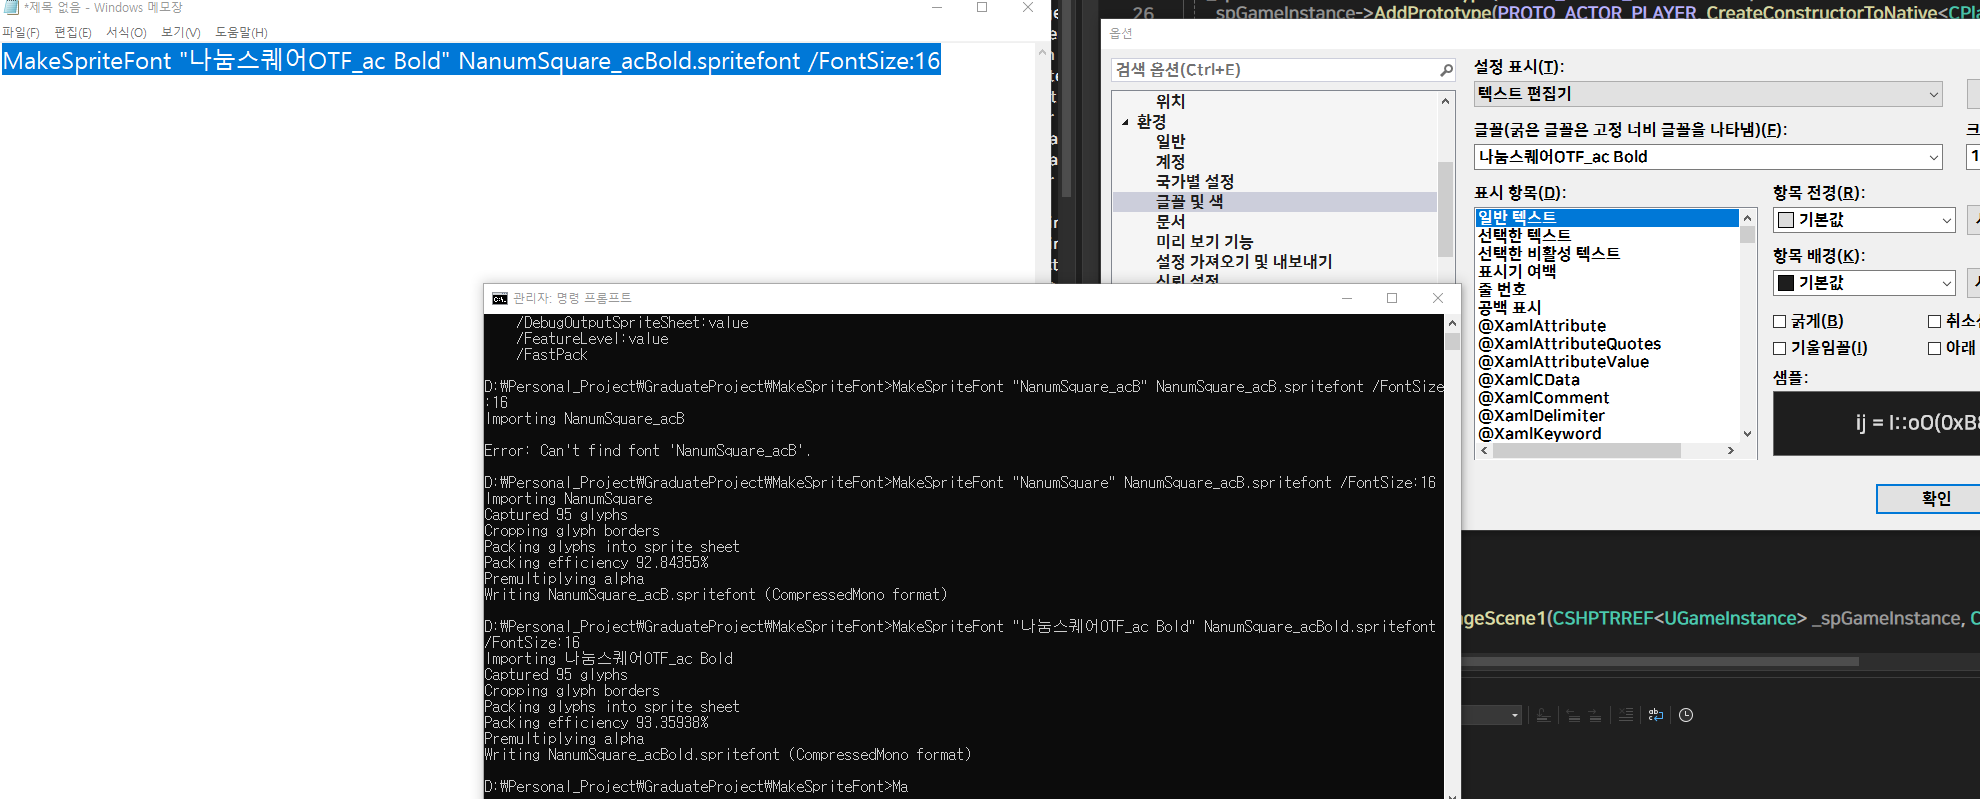 *제목 없음 - Windows 메모장
파일(F) 편집(E) 서식(O) 보기(V) 도움말(H)
MakeSpriteFont "나눔스퀘어OTF_ac Bold" NanumSquare_acBold.spritefont /FontSize:16
26
spGameInstance->AddPrototype(PROTO_ACTOR_PLAYER, CreateConstructorToNative<CPla
옵션
검색 옵션(Ctrl+E)
위치
환경
일반
계정
국가별 설정
글꼴 및 색
문서
미리 보기 기능
설정 가져오기 및 내보내기
신뢰 설정
설정 표시(T):
텍스트 편집기
글꼴(굵은 글꼴은 고정 너비 글꼴을 나타냄)(F):
나눔스퀘어OTF_ac Bold
표시 항목(D):
일반 텍스트
선택한 텍스트
선택한 비활성 텍스트
표시기 여백
줄 번호
공백 표시
@XamlAttribute
@XamlAttributeQuotes
@XamlAttributeValue
@XamlCData
@XamlComment
@XamlDelimiter
@XamlKeyword
크
1
항목 전경(R):
기본값
항목 배경(K):
기본값
굵게(B)
취소선
기울임꼴(I)
아래
샘플:
ij = I::oO(0xB8
확인
관리자: 명령 프롬프트
/DebugOutputSpriteSheet:value
/FeatureLevel:value
/FastPack
D:₩Personal_Project₩GraduateProject₩MakeSpriteFont>MakeSpriteFont "NanumSquare_acB" NanumSquare_acB.spritefont /FontSize
:16
Importing NanumSquare_acB
Error: Can't find font 'NanumSquare_acB'.
D:₩Personal_Project₩GraduateProject₩MakeSpriteFont>MakeSpriteFont "NanumSquare" NanumSquare_acB.spritefont /FontSize:16
Importing NanumSquare
Captured 95 glyphs
Cropping glyph borders
Packing glyphs into sprite sheet
Packing efficiency 92.84355%
Premultiplying alpha
Writing NanumSquare_acB.spritefont (CompressedMono format)
D:₩Personal_Project₩GraduateProject₩MakeSpriteFont>MakeSpriteFont "나눔스퀘어OTF_ac Bold" NanumSquare_acBold.spritefont
/FontSize:16
Importing 나눔스퀘어OTF_ac Bold
Captured 95 glyphs
Cropping glyph borders
Packing glyphs into sprite sheet
Packing efficiency 93.35938%
Premultiplying alpha
Writing NanumSquare_acBold.spritefont (CompressedMono format)
D:₩Personal_Project₩GraduateProject₩MakeSpriteFont>Ma
ngeScene1(CSHPTRREF<UGameInstance> _spGameInstance, C